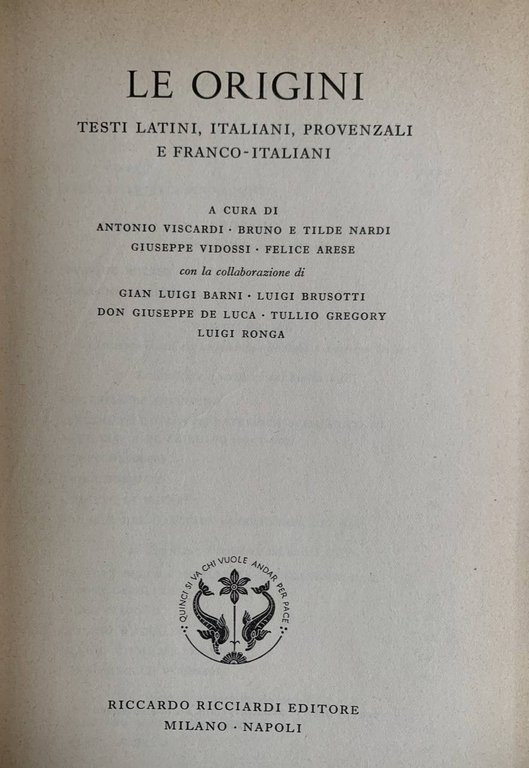 LE ORIGINI
TESTI LATINI, ITALIANI, PROVENZALI
E FRANCO-ITALIANI
A CURA DI
ANTONIO VISCARDI · BRUNO E TILDE NARDI
GIUSEPPE VIDOSSI · FELICE ARESE
con la collaborazione di
GIAN LUIGI BARNI · LUIGI BRUSOTTI
DON GIUSEPPE DE LUCA · TULLIO GREGORY
LUIGI RONGA
QUINCI SI VA CHI VUOLE ANDAR PER PACE
RICCARDO RICCIARDI EDITORE
MILANO · NAPOLI